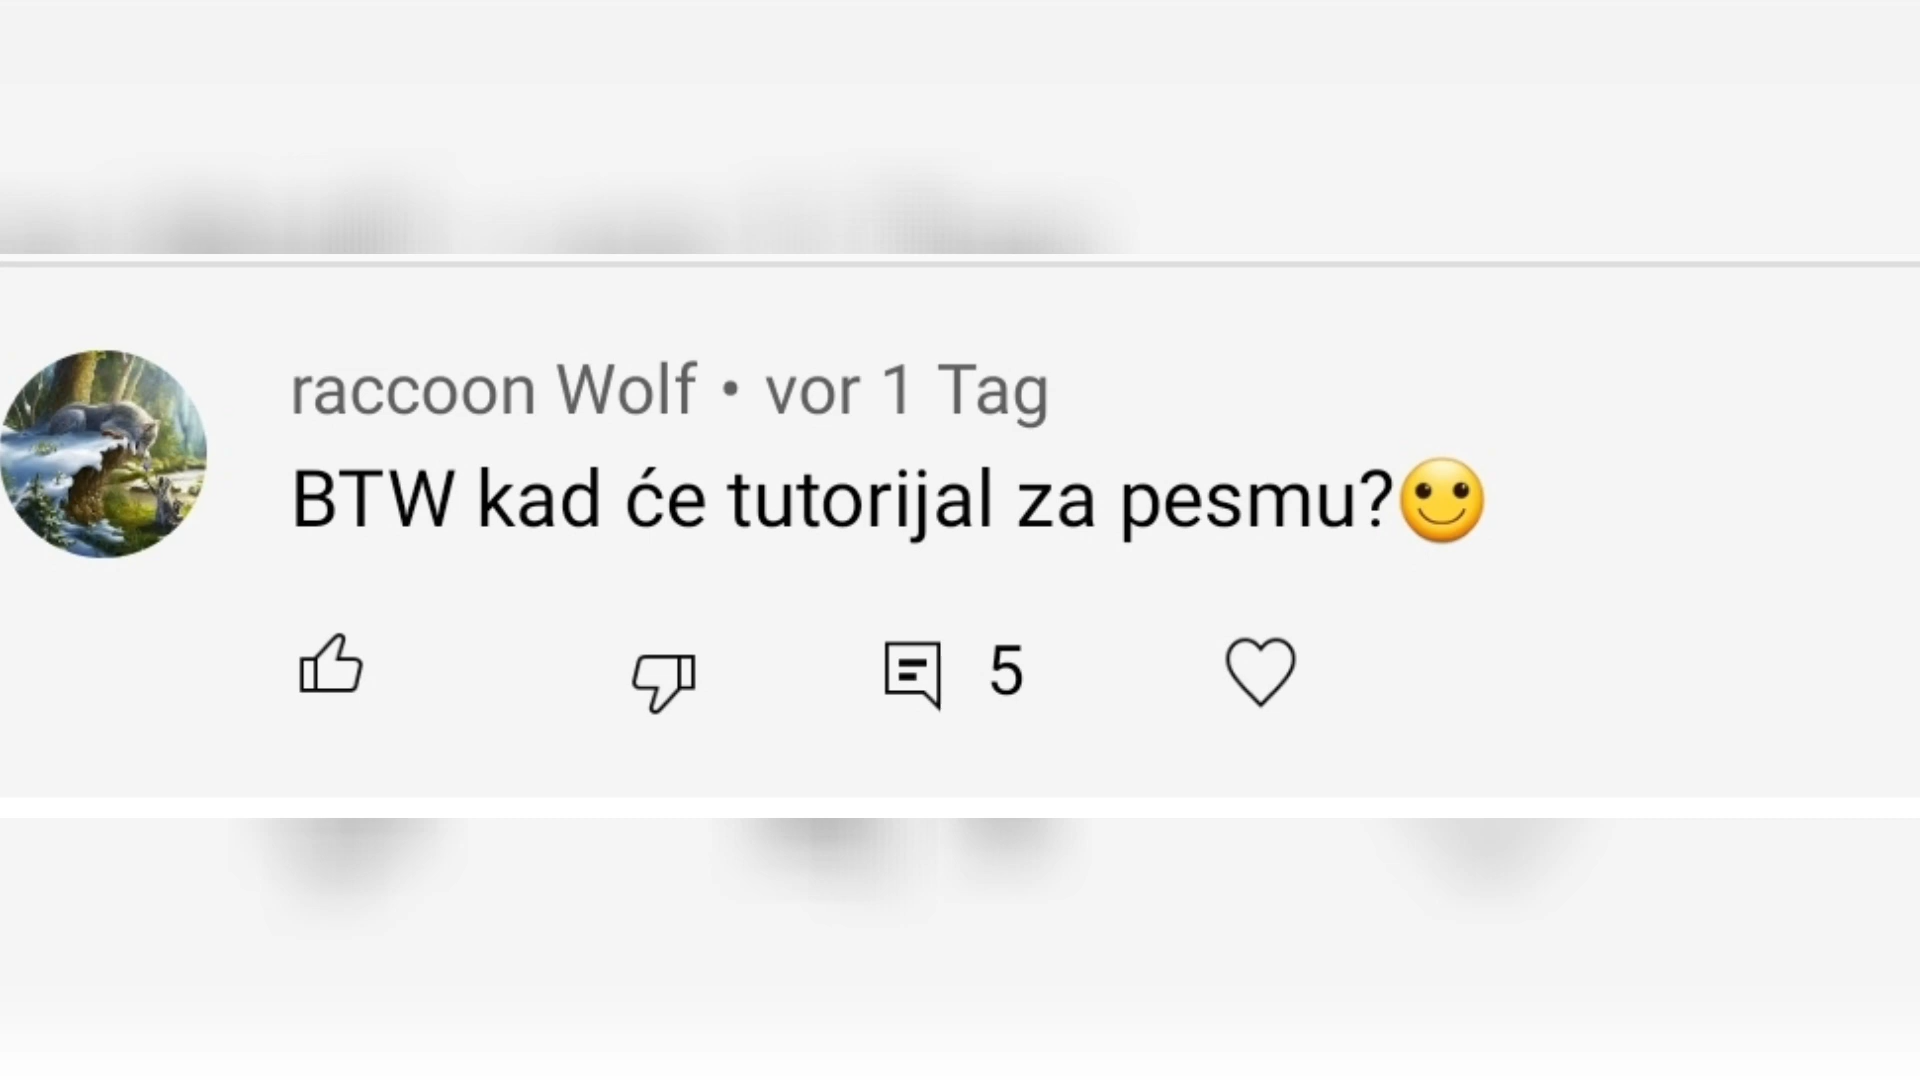 raccoon Wolf • vor 1 Tag
BTW kad će tutorijal za pesmu?🙂
5